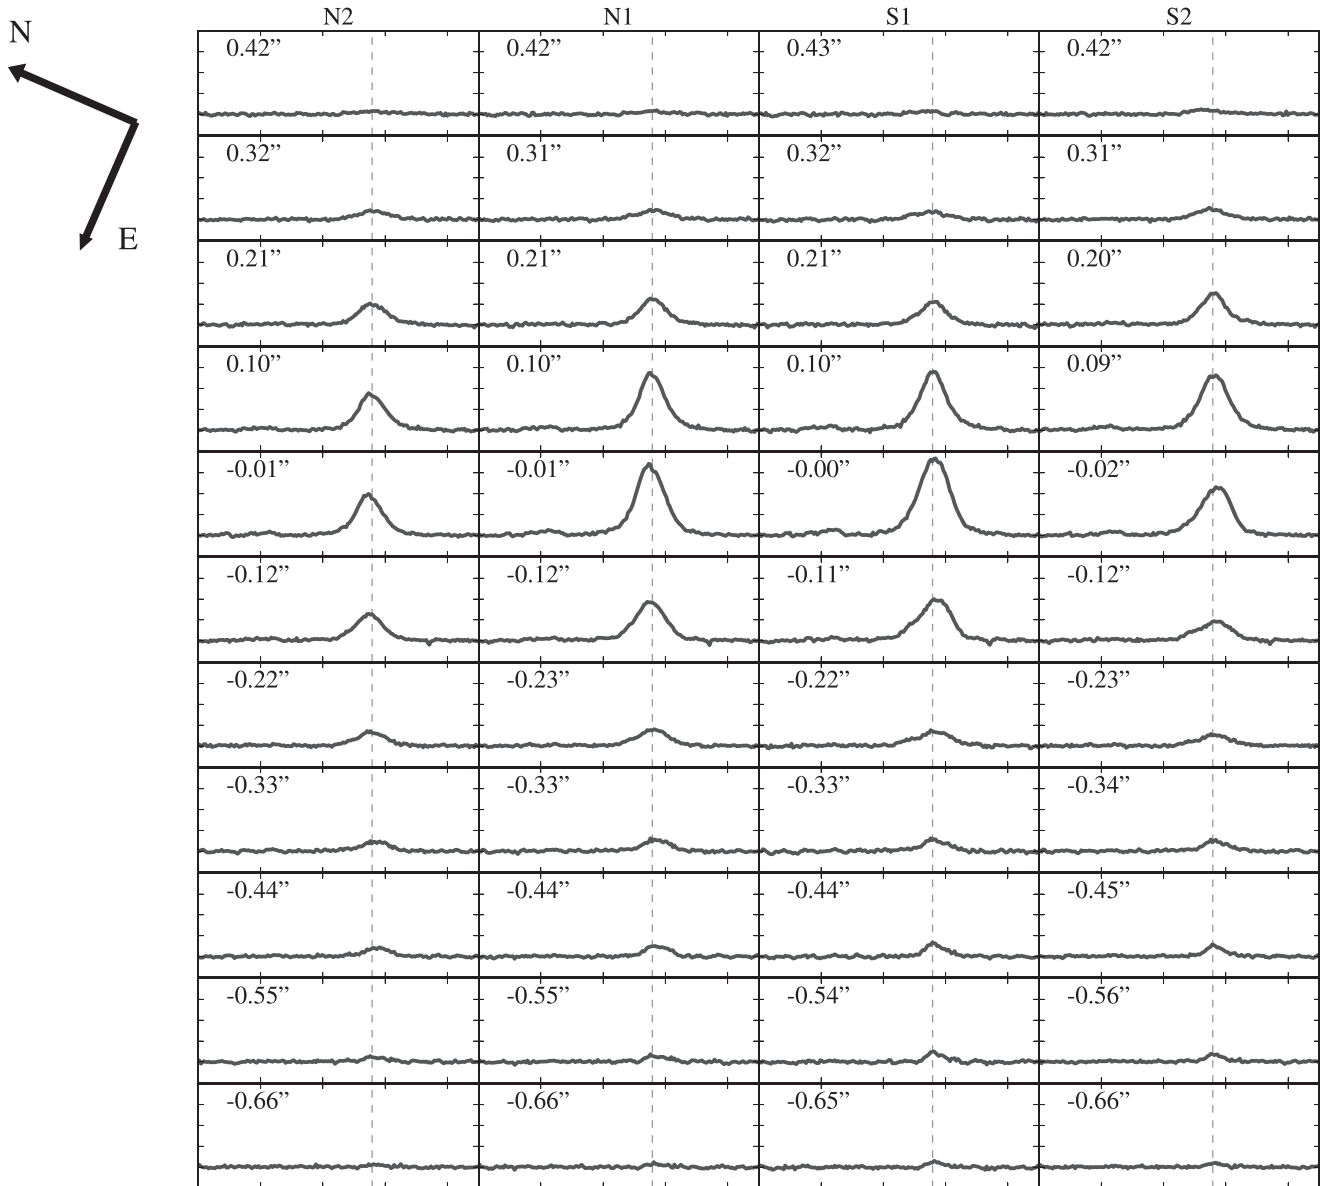 N2 N1 S1 S2
N
E
0.42” 0.42” 0.43” 0.42”
0.32” 0.31” 0.32” 0.31”
0.21” 0.21” 0.21” 0.20”
0.10” 0.10” 0.10” 0.09”
-0.01” -0.01” -0.00” -0.02”
-0.12” -0.12” -0.11” -0.12”
-0.22” -0.23” -0.22” -0.23”
-0.33” -0.33” -0.33” -0.34”
-0.44” -0.44” -0.44” -0.45”
-0.55” -0.55” -0.54” -0.56”
-0.66” -0.66” -0.65” -0.66”